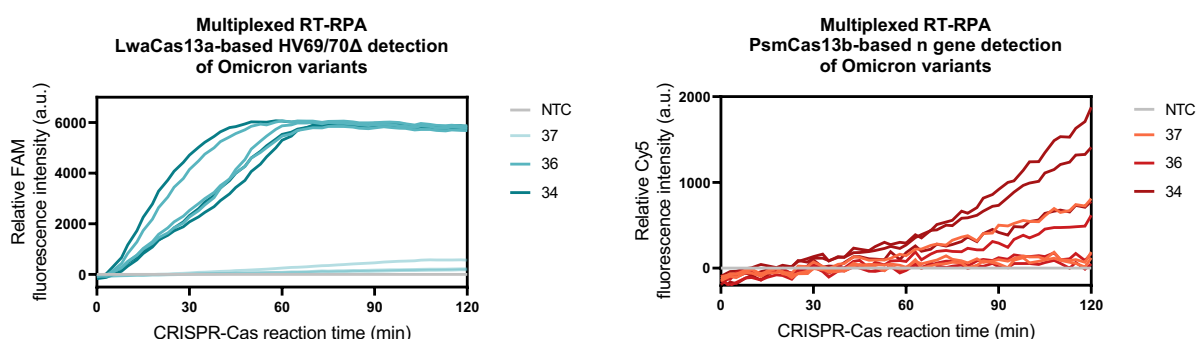 Multiplexed RT-RPA
LwaCas13a-based HV69/70Δ detection
of Omicron variants
Relative FAM
fluorescence intensity (a.u.)
6000
4000
2000
0
0
30
60
90
120
CRISPR-Cas reaction time (min)
NTC
37
36
34
Multiplexed RT-RPA
PsmCas13b-based n gene detection
of Omicron variants
Relative Cy5
fluorescence intensity (a.u.)
2000
1000
0
0
30
60
90
120
CRISPR-Cas reaction time (min)
NTC
37
36
34